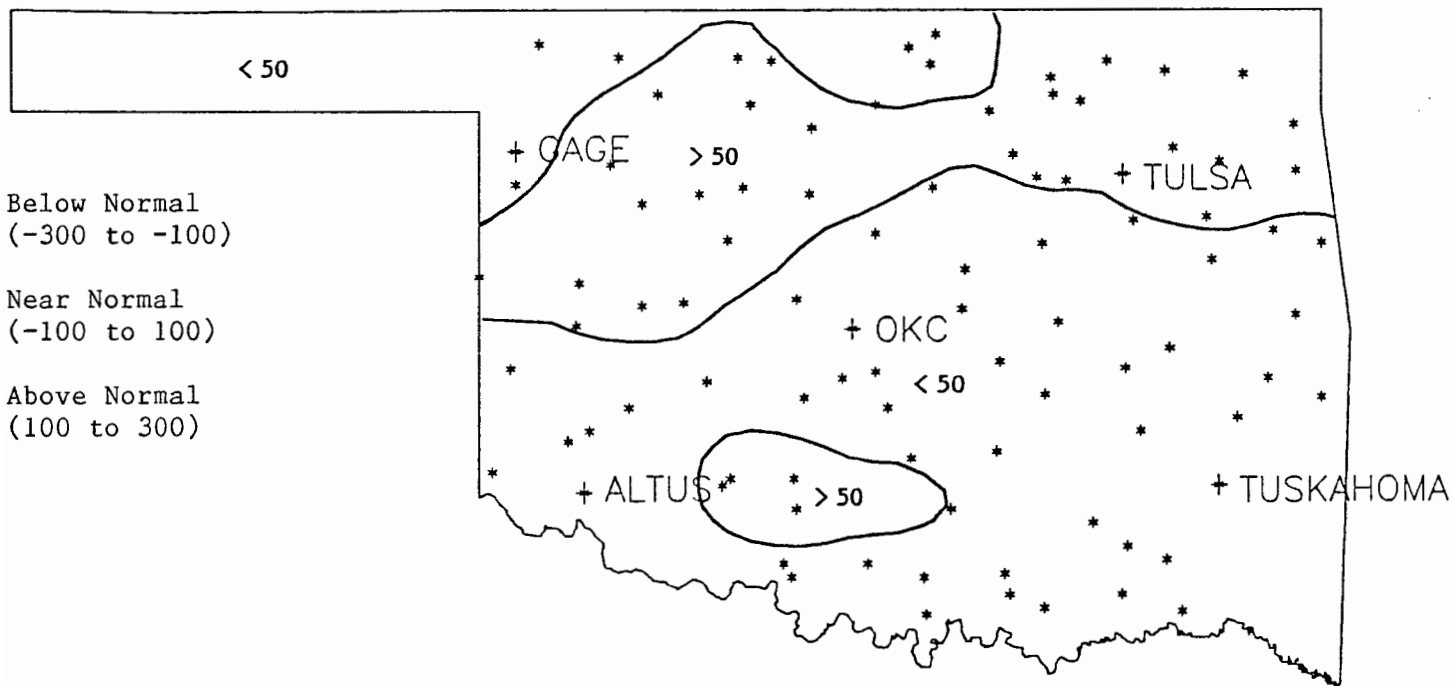 < 50
+ GAGE
> 50
+ TULSA
Below Normal
(-300 to -100)
Near Normal
(-100 to 100)
+ OKC
Above Normal
(100 to 300)
< 50
+ ALTUS
> 50
+ TUSKAHOMA